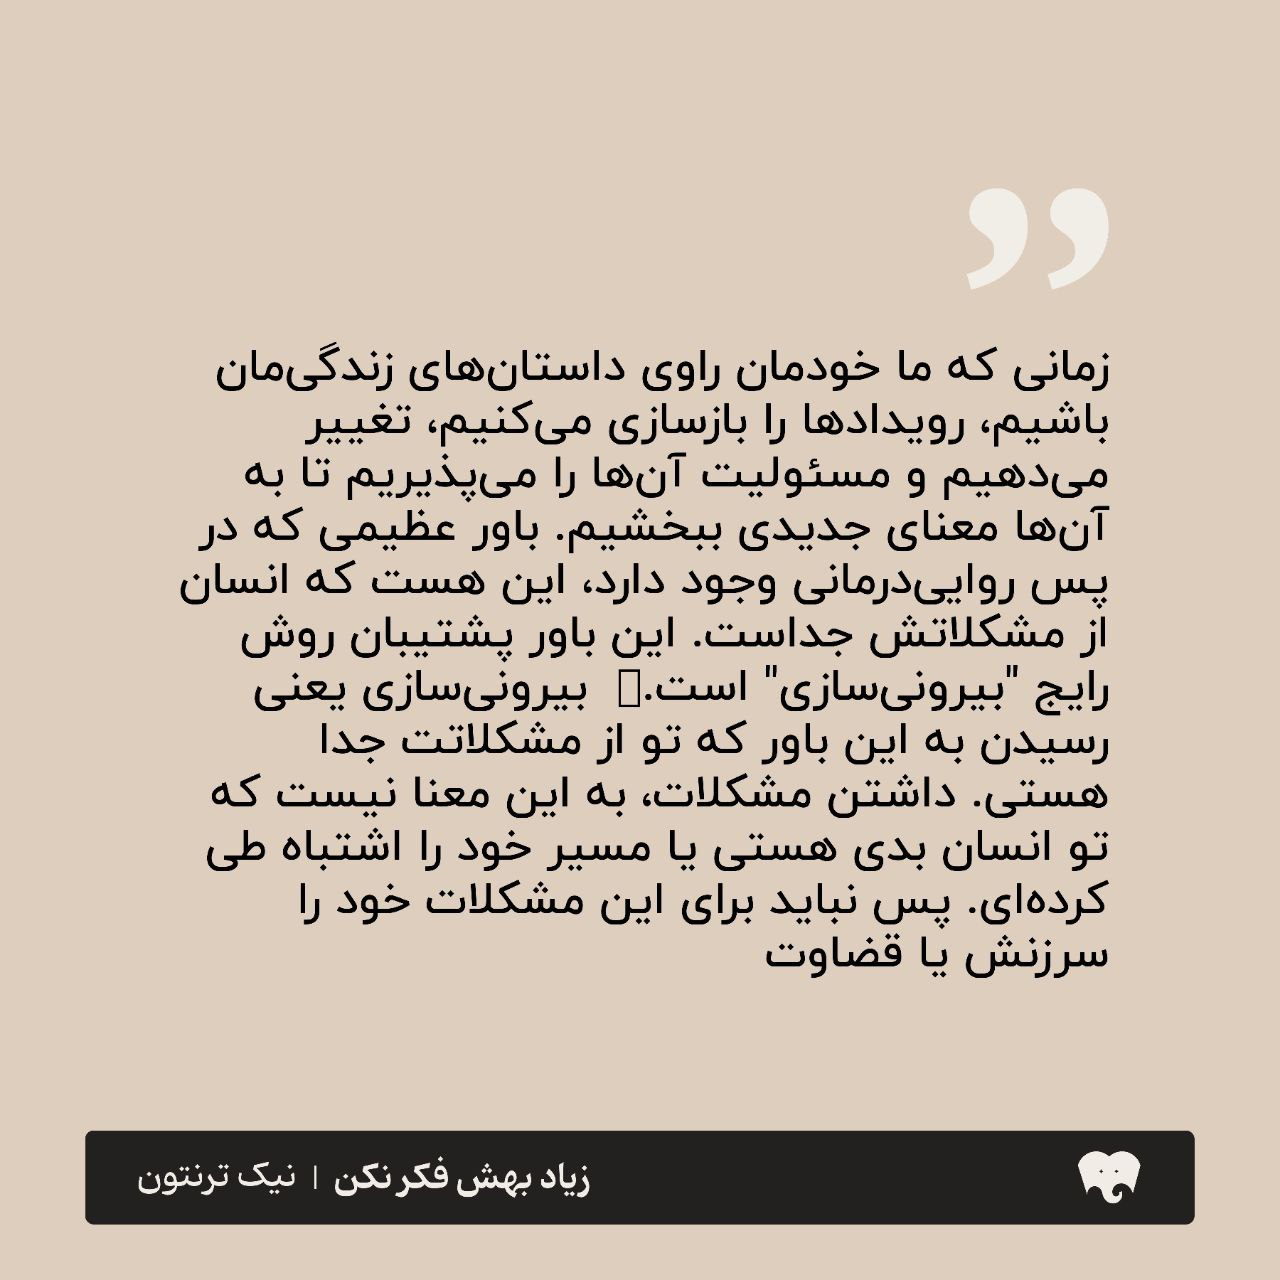 ”
زمانی که ما خودمان راوی داستان‌های زندگی‌مان
باشیم، رویدادها را بازسازی می‌کنیم، تغییر
می‌دهیم و مسئولیت آن‌ها را می‌پذیریم تا به
آن‌ها معنای جدیدی ببخشیم. باور عظیمی که در
پس روایی‌درمانی وجود دارد، این هست که انسان
از مشکلاتش جداست. این باور پشتیبان روش
رایج "بیرونی‌سازی" است.▯ بیرونی‌سازی یعنی
رسیدن به این باور که تو از مشکلاتت جدا
هستی. داشتن مشکلات، به این معنا نیست که
تو انسان بدی هستی یا مسیر خود را اشتباه طی
کرده‌ای. پس نباید برای این مشکلات خود را
سرزنش یا قضاوت
زیاد بهش فکر نکن | نیک ترنتون